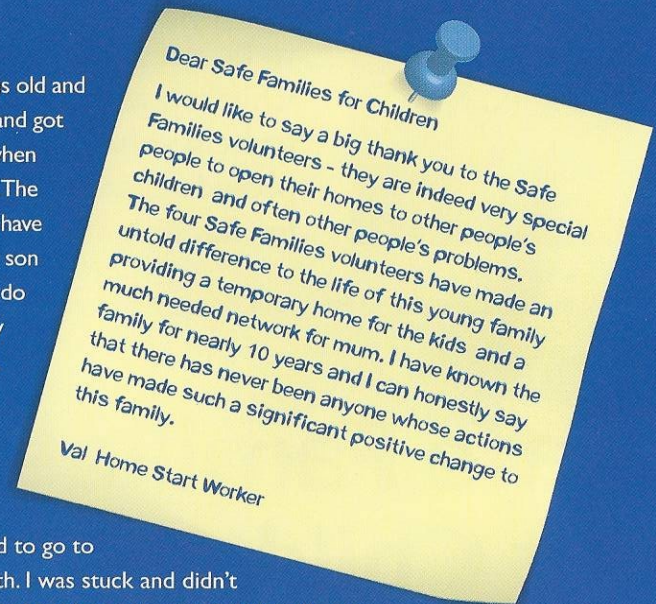 s old and
and got
when
The
have
son
do
Dear Safe Families for Children
I would like to say a big thank you to the Safe
Families volunteers - they are indeed very special
people to open their homes to other people's
children and often other people's problems.
The four Safe Families volunteers have made an
untold difference to the life of this young family
providing a temporary home for the kids and a
much needed network for mum. I have known the
family for nearly 10 years and I can honestly say
that there has never been anyone whose actions
have made such a significant positive change to
this family.
Val Home Start Worker
d to go to
th. I was stuck and didn't